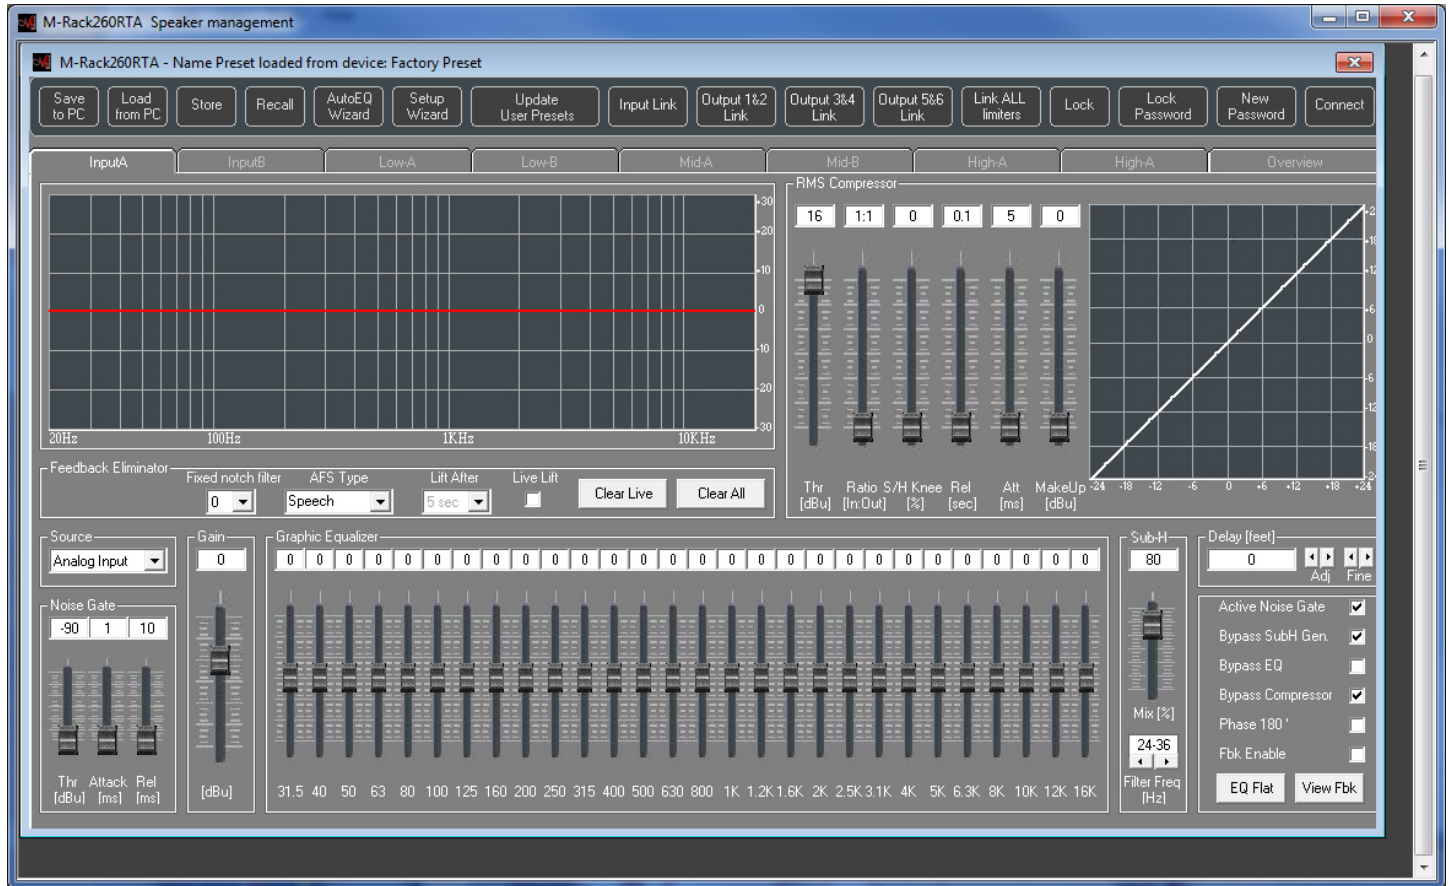 M-Rack260RTA Speaker management
M-Rack260RTA - Name Preset loaded from device: Factory Preset
Save to PC
Load from PC
Store
Recall
AutoEQ Wizard
Setup Wizard
Update User Presets
Input Link
Output 1&2 Link
Output 3&4 Link
Output 5&6 Link
Link ALL limiters
Lock
Lock Password
New Password
Connect
InputA InputB Low-A Low-B Mid-A Mid-B High-A High-A Overview
+30
+20
+10
0
-10
-20
-30
20Hz 100Hz 1KHz 10KHz
RMS Compressor
16 1:1 0 0.1 5 0
Thr Ratio S/H Knee Rel Att MakeUp
[dBu] [In:Out] [%] [sec] [ms] [dBu]
+2
+18
+12
+6
0
-6
-12
-18
-2
-24 -18 -12 -6 0 +6 +12 +18 +24
Feedback Eliminator
Fixed notch filter AFS Type Lift After Live Lift
0 Speech 5 sec Clear Live Clear All
Source
Analog Input
Noise Gate
-90 1 10
Thr Attack Rel
[dBu] [ms] [ms]
Gain
0
[dBu]
Graphic Equalizer
0 0 0 0 0 0 0 0 0 0 0 0 0 0 0 0 0 0 0 0 0 0 0 0 0 0 0 0
31.5 40 50 63 80 100 125 160 200 250 315 400 500 630 800 1K 1.2K 1.6K 2K 2.5K 3.1K 4K 5K 6.3K 8K 10K 12K 16K
Sub-H
80
Mix [%]
24-36
Filter Freq
[Hz]
Delay [feet]
0
Adj Fine
Active Noise Gate
Bypass SubH Gen.
Bypass EQ
Bypass Compressor
Phase 180 '
Fbk Enable
EQ Flat View Fbk